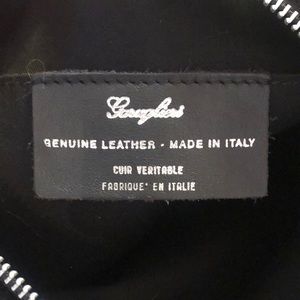 GENUINE LEATHER - MADE IN ITALY
CUIR VERITABLE
FABRIQUE' EN ITALIE